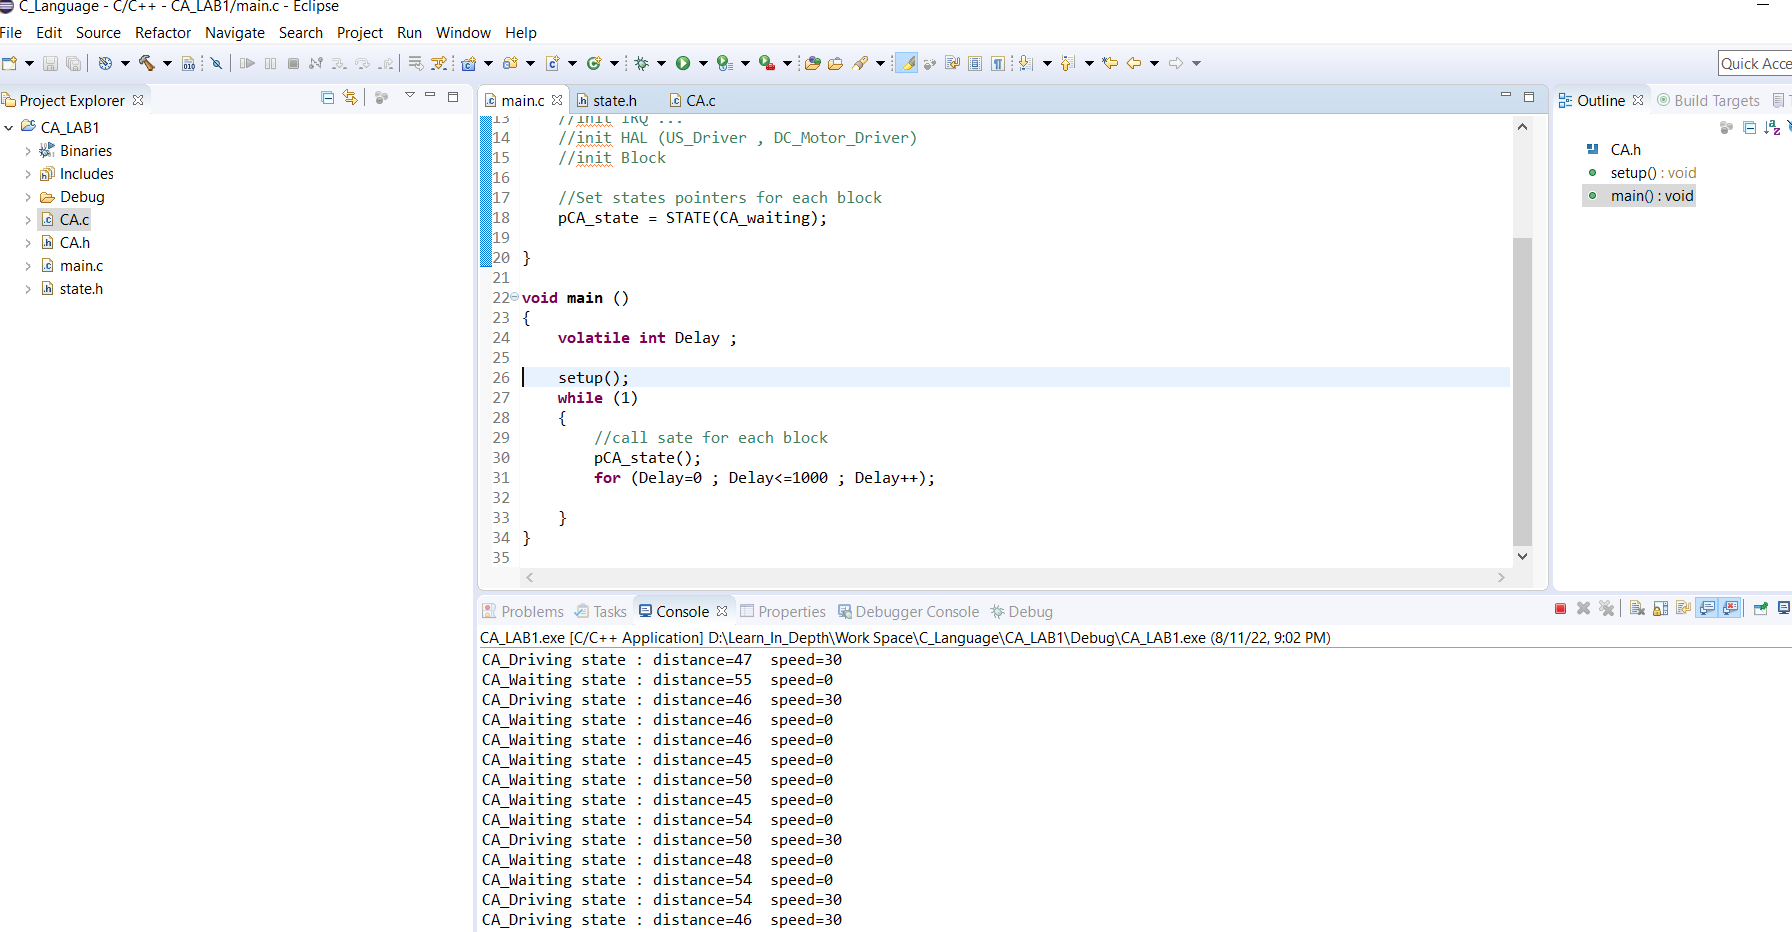 C_Language - C/C++ - CA_LAB1/main.c - Eclipse
File Edit Source Refactor Navigate Search Project Run Window Help
Quick Acce
Project Explorer
CA_LAB1
Binaries
Includes
Debug
CA.c
CA.h
main.c
state.h
main.c state.h CA.c
13 //init IRQ ...
14 //init HAL (US_Driver , DC_Motor_Driver)
15 //init Block
16
17 //Set states pointers for each block
18 pCA_state = STATE(CA_waiting);
19
20 }
21
22 void main ()
23 {
24 volatile int Delay ;
25
26 setup();
27 while (1)
28 {
29 //call sate for each block
30 pCA_state();
31 for (Delay=0 ; Delay<=1000 ; Delay++);
32
33 }
34 }
35
Outline Build Targets
CA.h
setup() : void
main() : void
Problems Tasks Console Properties Debugger Console Debug
CA_LAB1.exe [C/C++ Application] D:\Learn_In_Depth\Work Space\C_Language\CA_LAB1\Debug\CA_LAB1.exe (8/11/22, 9:02 PM)
CA_Driving state : distance=47 speed=30
CA_Waiting state : distance=55 speed=0
CA_Driving state : distance=46 speed=30
CA_Waiting state : distance=46 speed=0
CA_Waiting state : distance=46 speed=0
CA_Waiting state : distance=45 speed=0
CA_Waiting state : distance=50 speed=0
CA_Waiting state : distance=45 speed=0
CA_Waiting state : distance=54 speed=0
CA_Driving state : distance=50 speed=30
CA_Waiting state : distance=48 speed=0
CA_Waiting state : distance=54 speed=0
CA_Driving state : distance=54 speed=30
CA_Driving state : distance=46 speed=30